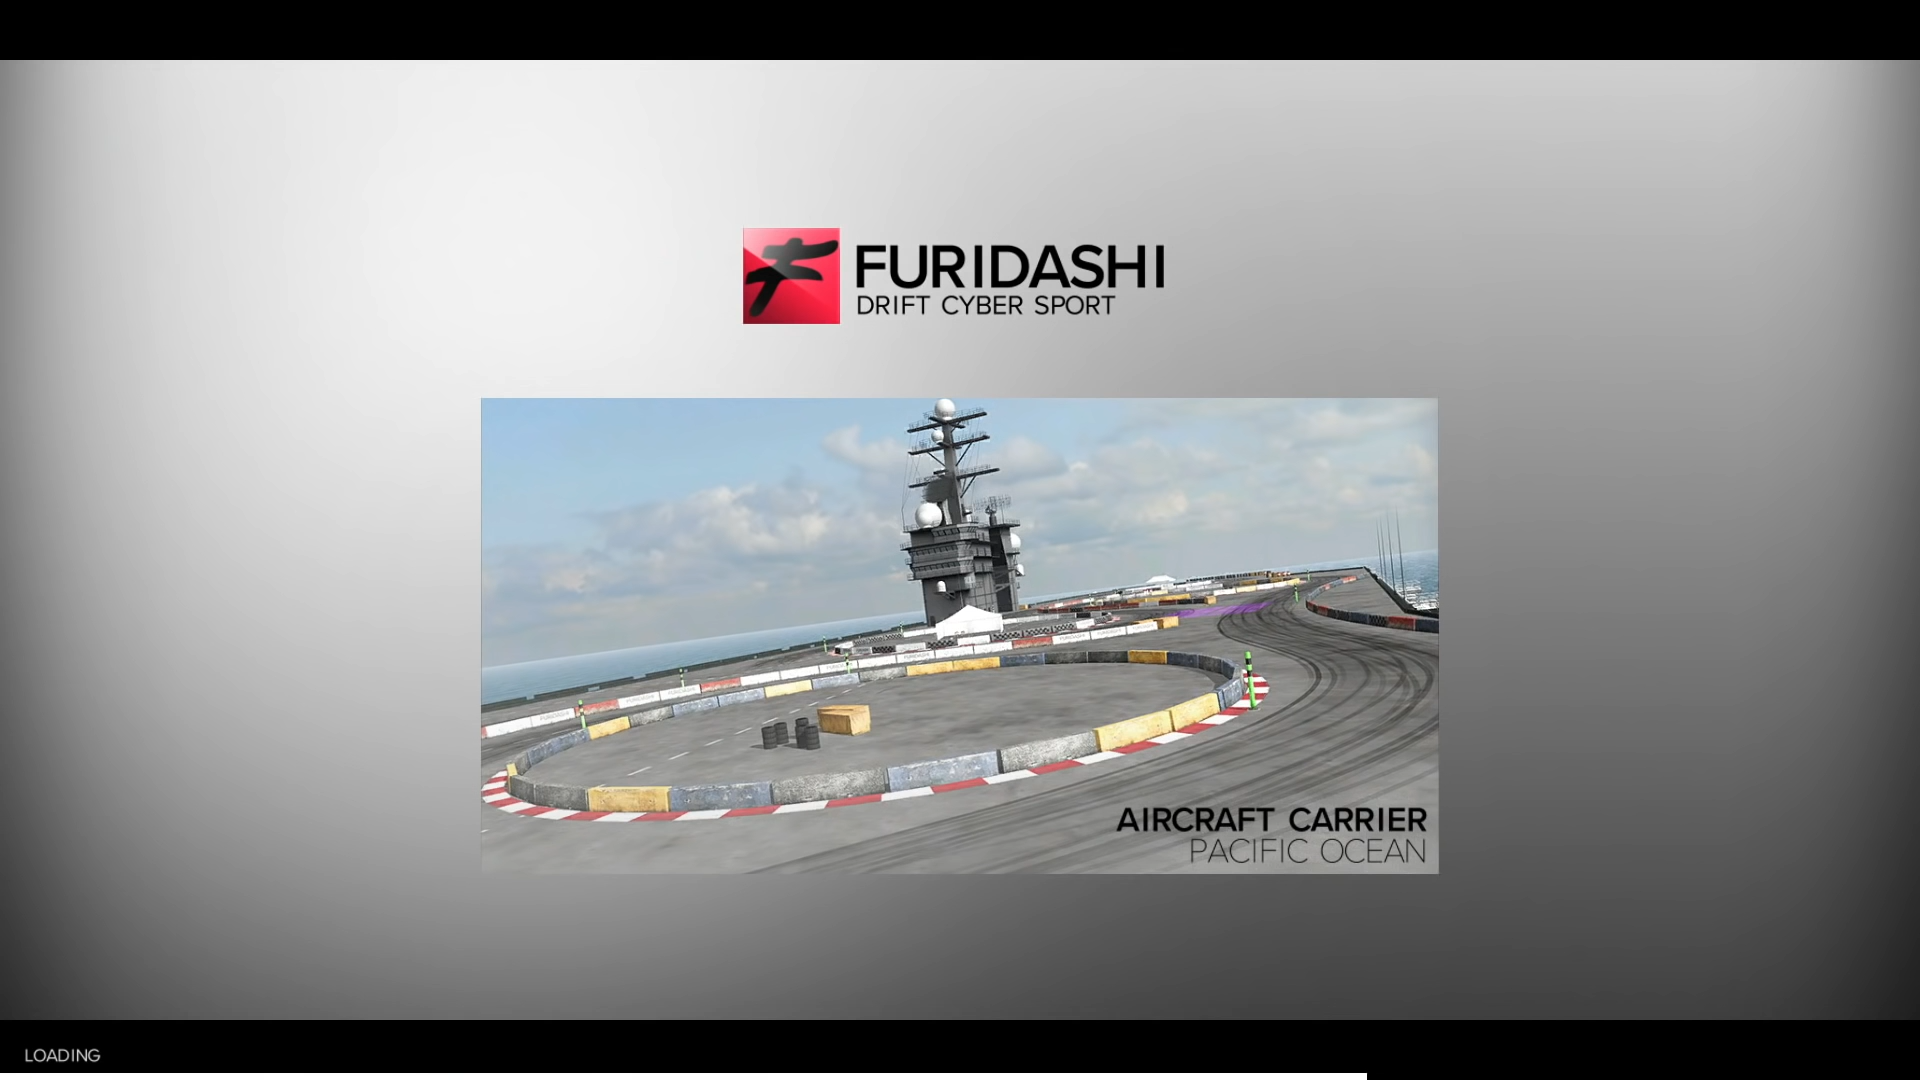 FURIDASHI
DRIFT CYBER SPORT
AIRCRAFT CARRIER
PACIFIC OCEAN
LOADING